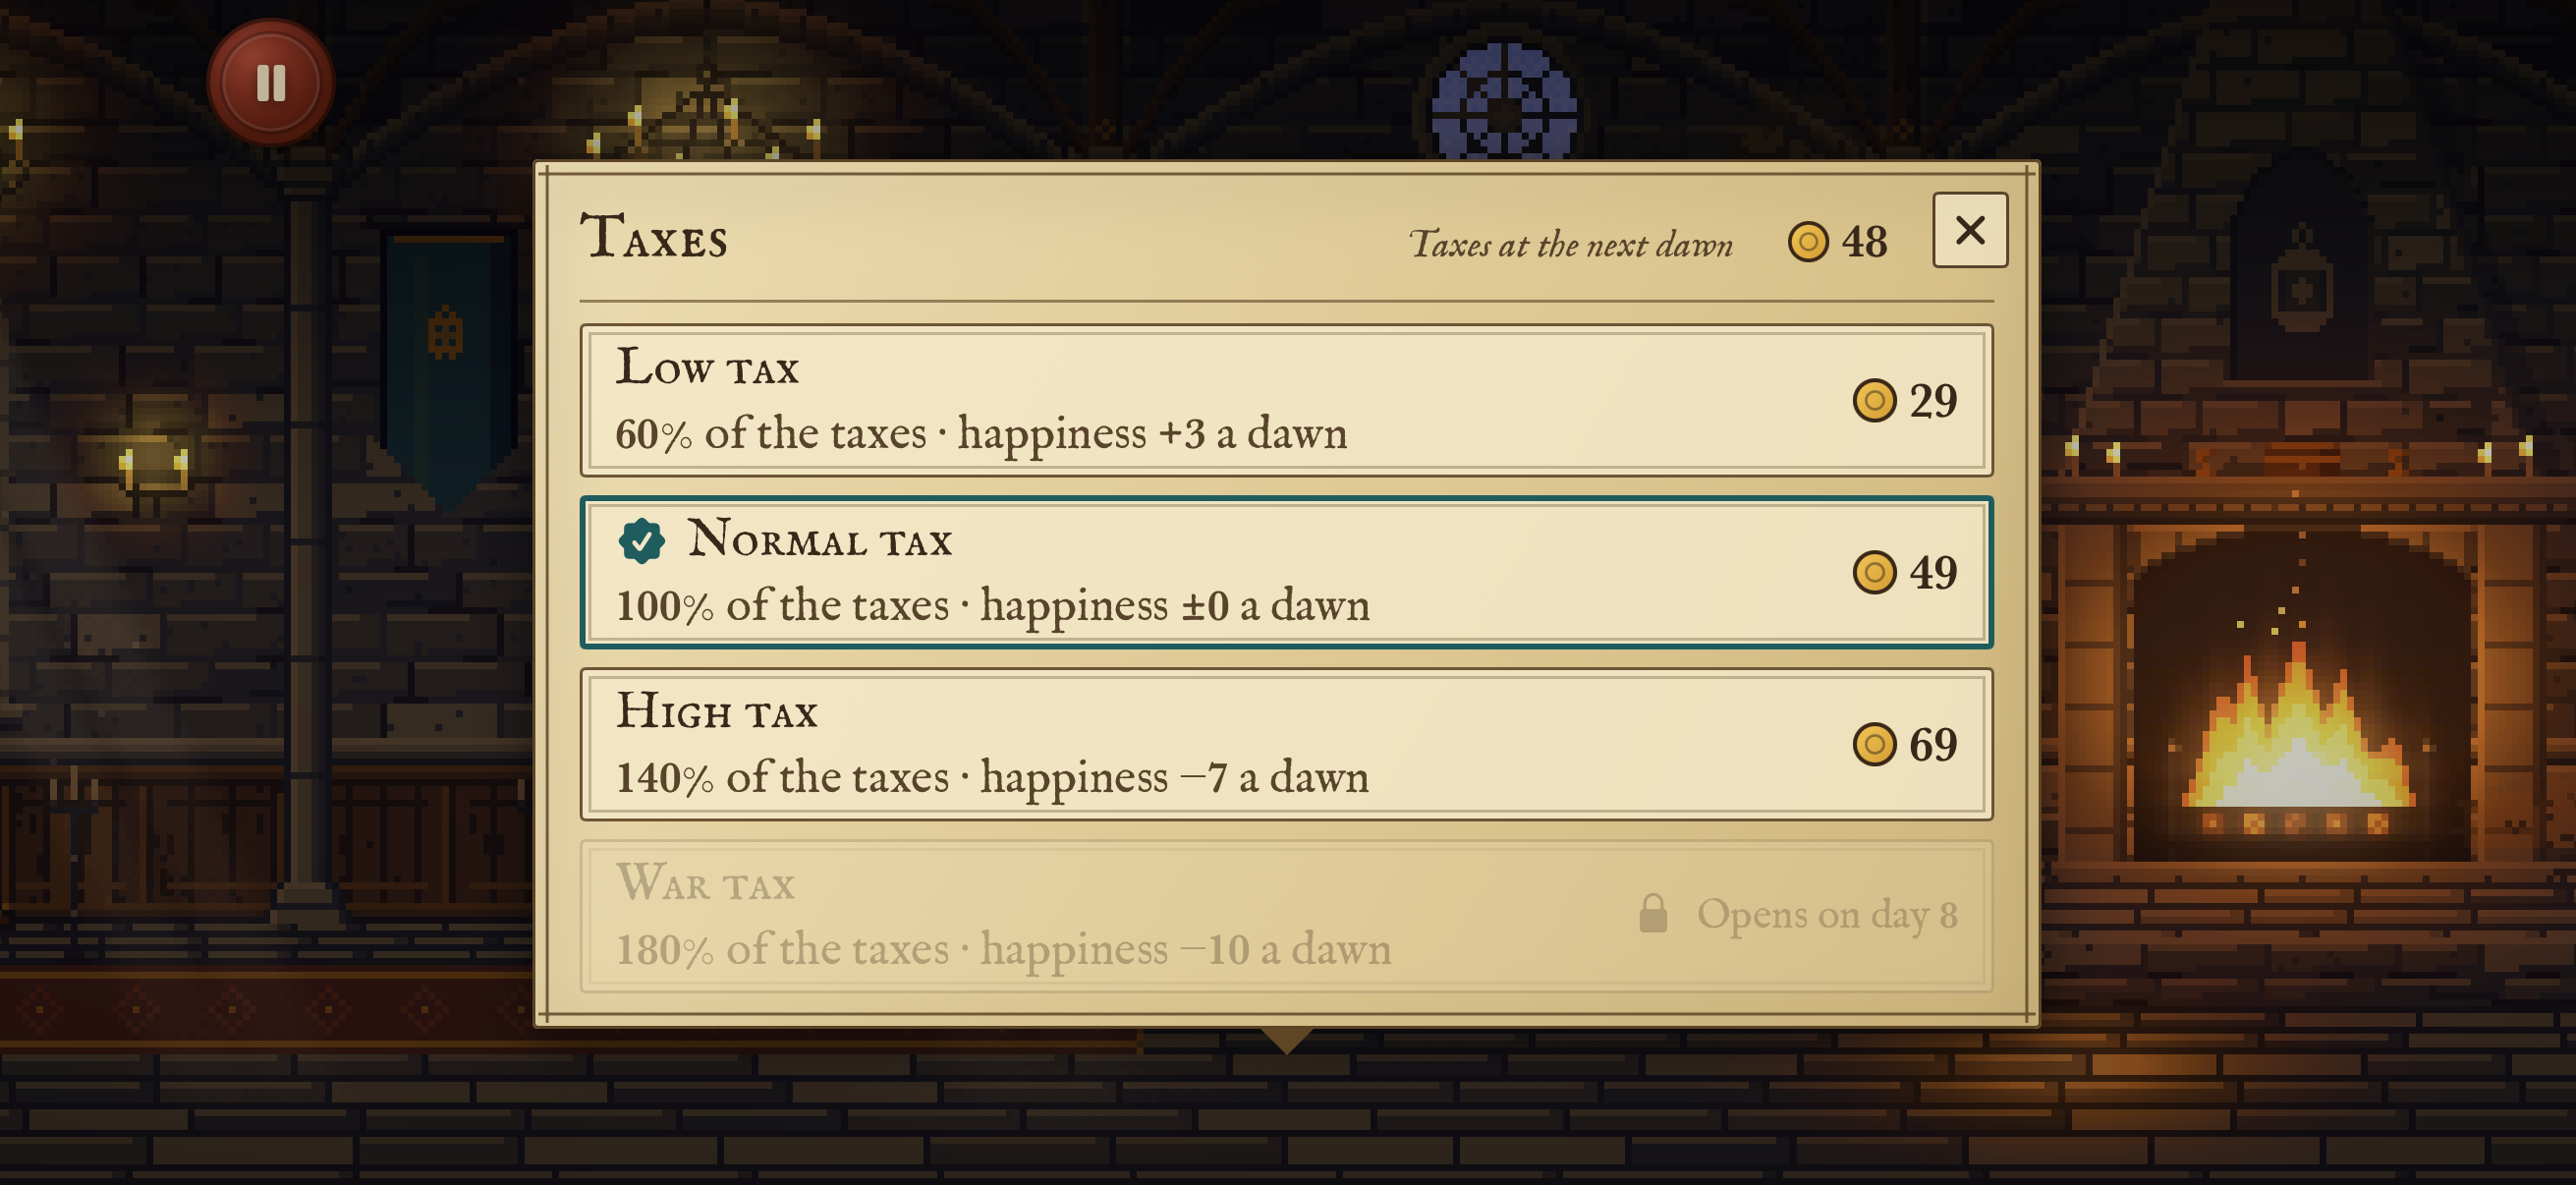 Taxes
Taxes at the next dawn 48
Low tax
60% of the taxes · happiness +3 a dawn
29
Normal tax
100% of the taxes · happiness ±0 a dawn
49
High tax
140% of the taxes · happiness −7 a dawn
69
War tax
180% of the taxes · happiness −10 a dawn
Opens on day 8